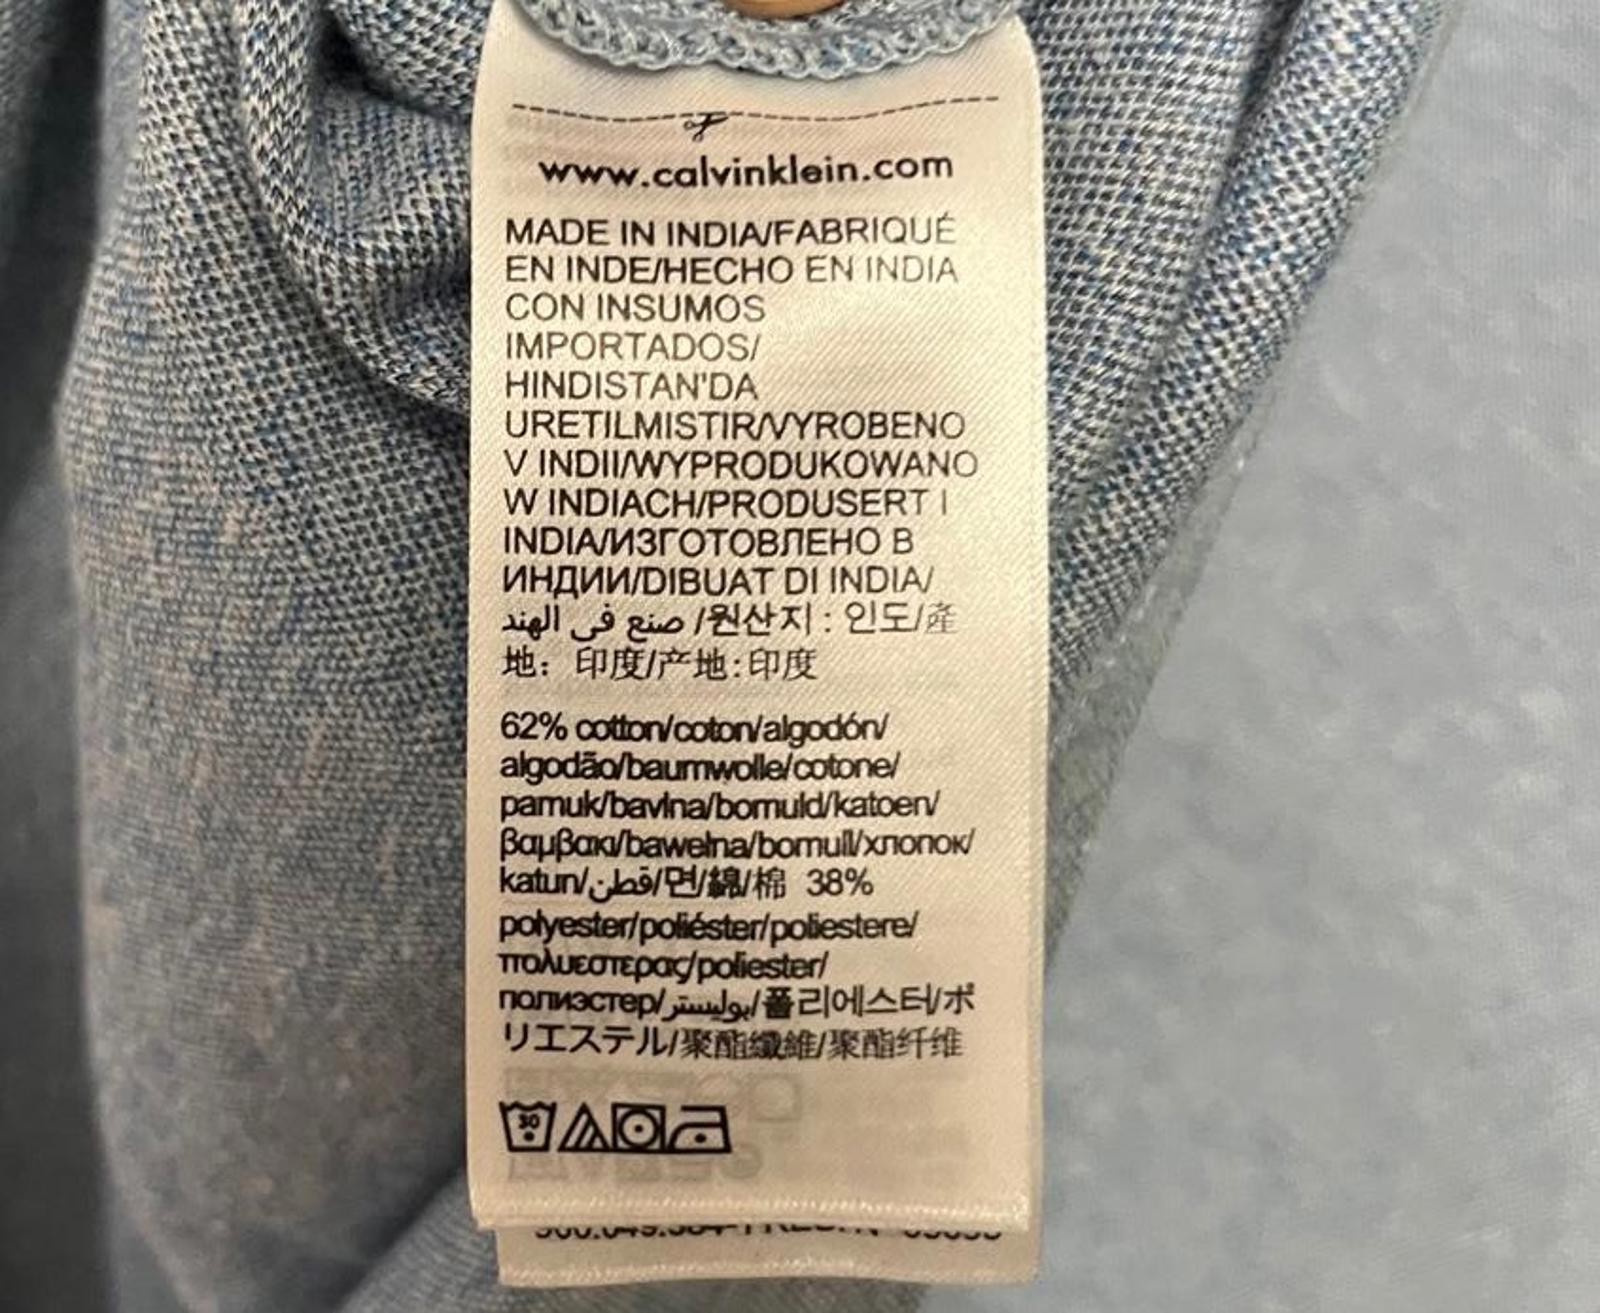 www.calvinklein.com
MADE IN INDIA/FABRIQUÉ
EN INDE/HECHO EN INDIA
CON INSUMOS
IMPORTADOS/
HINDISTAN'DA
URETILMISTIR/VYROBENO
V INDII/WYPRODUKOWANO
W INDIACH/PRODUSERT I
INDIA/ИЗГОТОВЛЕНО В
ИНДИИ/DIBUAT DI INDIA/
صنع في الهند/원산지 : 인도/產
地: 印度/产地:印度
62% cotton/coton/algodón/
algodão/baumwolle/cotone/
pamuk/bavlna/bomuld/katoen/
βαμβακι/bawełna/bomull/хлопок/
katun/قطن/면/綿/棉 38%
polyester/poliéster/poliestere/
πολυεστερας/poliester/
полиэстер/بوليستر/폴리에스터/ポ
リエステル/聚酯纖維/聚酯纤维
30